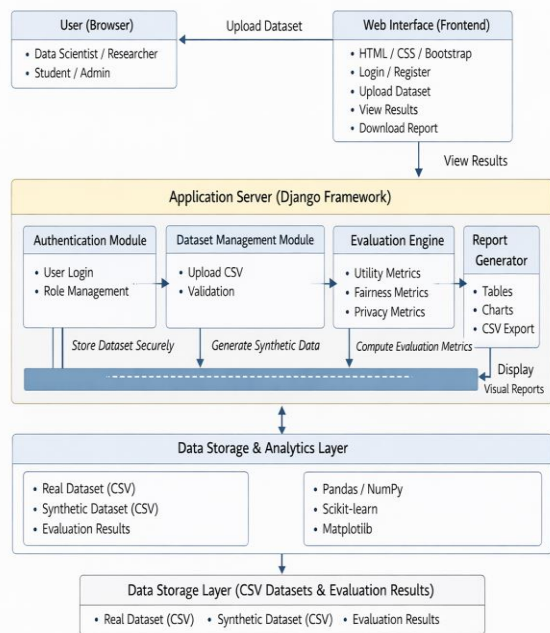 User (Browser)
• Data Scientist / Researcher
• Student / Admin
Upload Dataset
Web Interface (Frontend)
• HTML / CSS / Bootstrap
• Login / Register
• Upload Dataset
• View Results
• Download Report
View Results
Application Server (Django Framework)
Authentication Module
• User Login
• Role Management
Dataset Management Module
• Upload CSV
• Validation
Evaluation Engine
• Utility Metrics
• Fairness Metrics
• Privacy Metrics
Report
Generator
• Tables
• Charts
• CSV Export
Store Dataset Securely
Generate Synthetic Data
Compute Evaluation Metrics
Display
Visual Reports
Data Storage & Analytics Layer
• Real Dataset (CSV)
• Synthetic Dataset (CSV)
• Evaluation Results
• Pandas / NumPy
• Scikit-learn
• Matplotlib
Data Storage Layer (CSV Datasets & Evaluation Results)
• Real Dataset (CSV) • Synthetic Dataset (CSV) • Evaluation Results